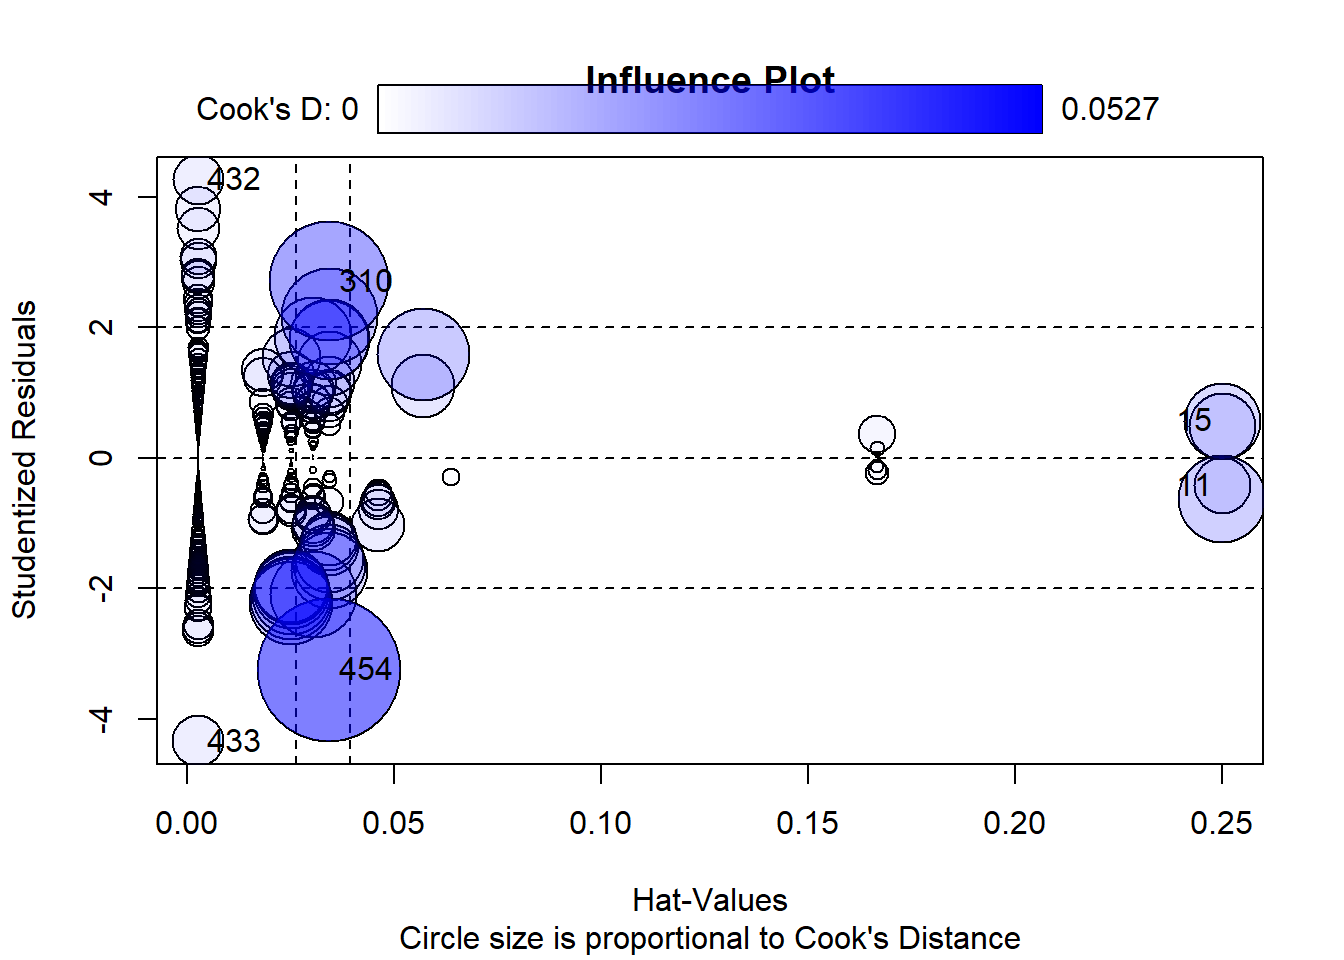 Influence Plot
Cook's D: 0
0.0527
432
310
15
11
454
433
4
2
0
-2
-4
Studentized Residuals
0.00 0.05 0.10 0.15 0.20 0.25
Hat-Values
Circle size is proportional to Cook's Distance